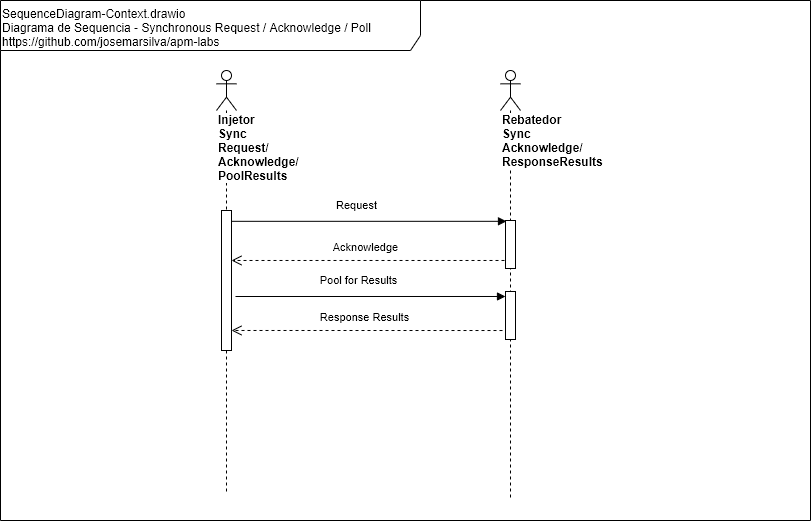 SequenceDiagram-Context.drawio
Diagrama de Sequencia - Synchronous Request / Acknowledge / Poll
https://github.com/josemarsilva/apm-labs
Injetor
Sync
Request/
Acknowledge/
PoolResults
Rebatedor
Sync
Acknowledge/
ResponseResults
Request
Acknowledge
Pool for Results
Response Results